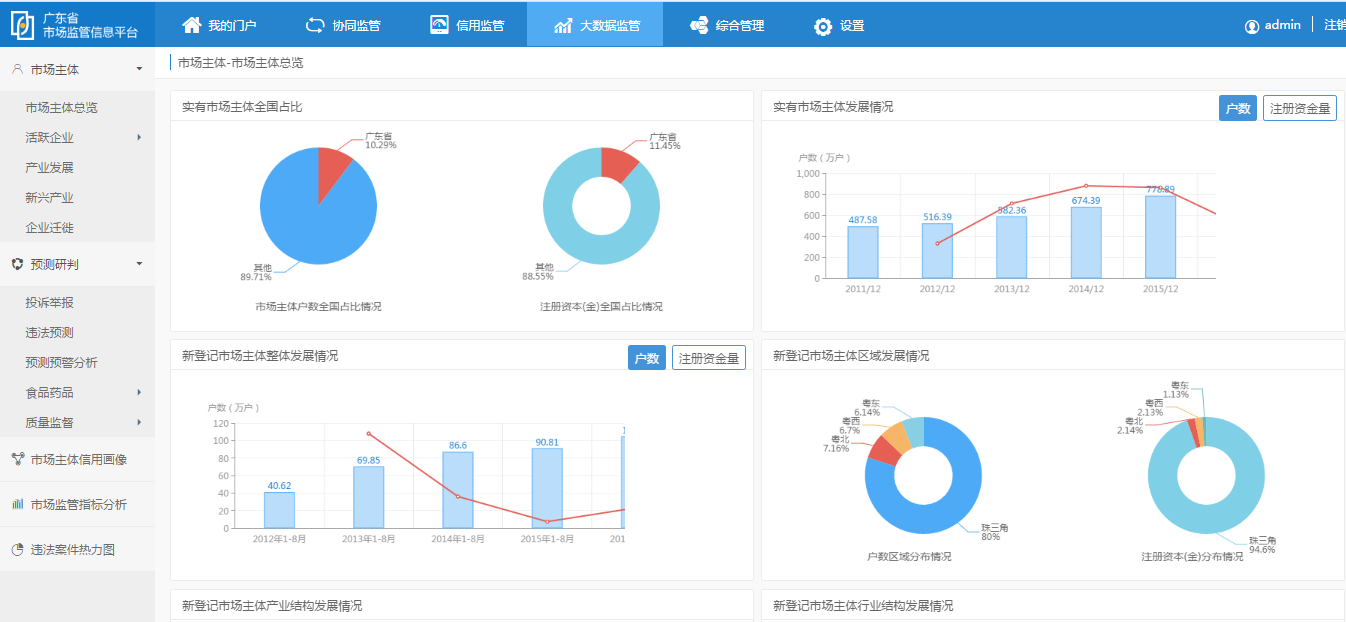 广东省
市场监管信息平台
我的门户
协同监管
信用监管
大数据监管
综合管理
设置
admin
注销
市场主体
市场主体总览
活跃企业
产业发展
新兴产业
企业迁徙
预测研判
投诉举报
违法预测
预测预警分析
食品药品
质量监督
市场主体信用画像
市场监管指标分析
违法案件热力图
市场主体-市场主体总览
实有市场主体全国占比
广东省
10.29%
其他
89.71%
市场主体户数全国占比情况
广东省
11.45%
其他
88.55%
注册资本(金)全国占比情况
实有市场主体发展情况
户数
注册资金量
户数（万户）
1,000
800
600
400
200
0
487.58
516.39
582.36
674.39
778.89
2011/12
2012/12
2013/12
2014/12
2015/12
新登记市场主体整体发展情况
户数
注册资金量
户数（万户）
120
100
80
60
40
20
0
40.62
69.85
86.6
90.81
1
2012年1-8月
2013年1-8月
2014年1-8月
2015年1-8月
201
新登记市场主体区域发展情况
粤东
6.14%
粤西
6.7%
粤北
7.16%
珠三角
80%
户数区域分布情况
粤东
1.13%
粤西
2.13%
粤北
2.14%
珠三角
94.6%
注册资本(金)分布情况
新登记市场主体产业结构发展情况
新登记市场主体行业结构发展情况